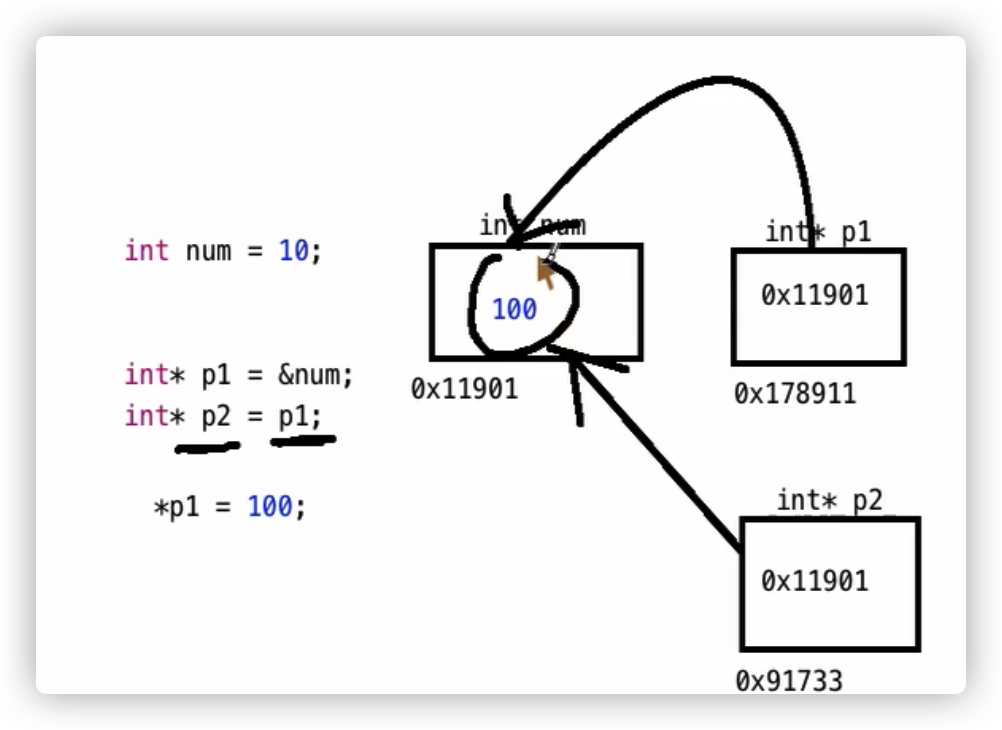 int num = 10;
int* p1 = &num;
int* p2 = p1;
*p1 = 100;
int num
100
0x11901
int* p1
0x11901
0x178911
int* p2
0x11901
0x91733